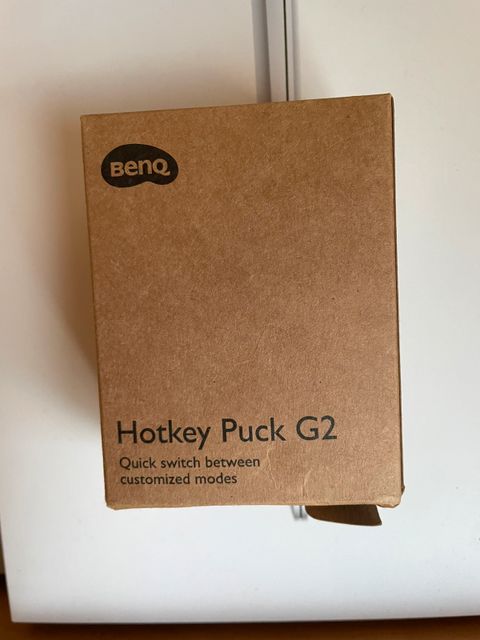 BenQ
Hotkey Puck G2
Quick switch between
customized modes